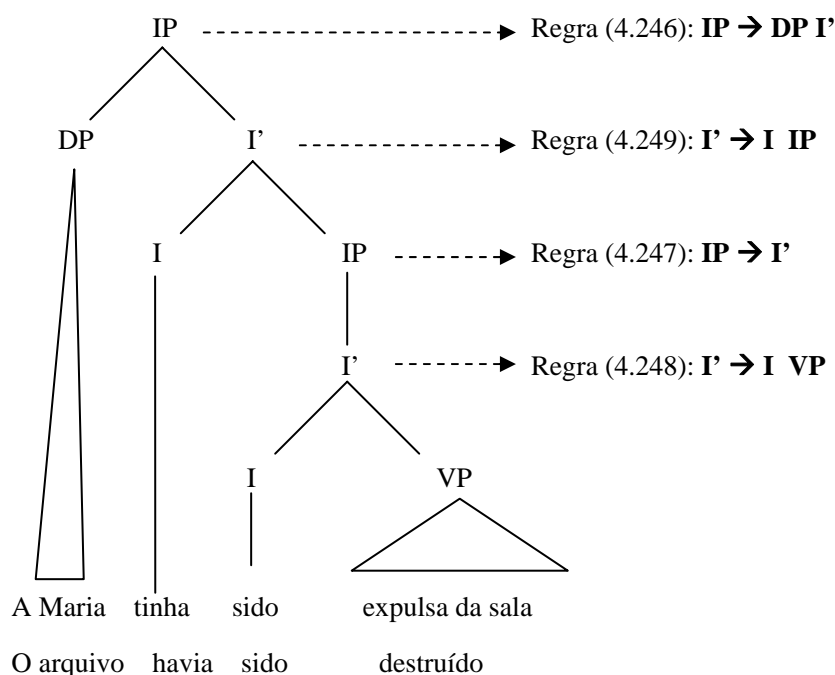 IP Regra (4.246): IP → DP I’
DP I’ Regra (4.249): I’ → I IP
I IP Regra (4.247): IP → I’
I’ Regra (4.248): I’ → I VP
I VP
A Maria tinha sido expulsa da sala
O arquivo havia sido destruído